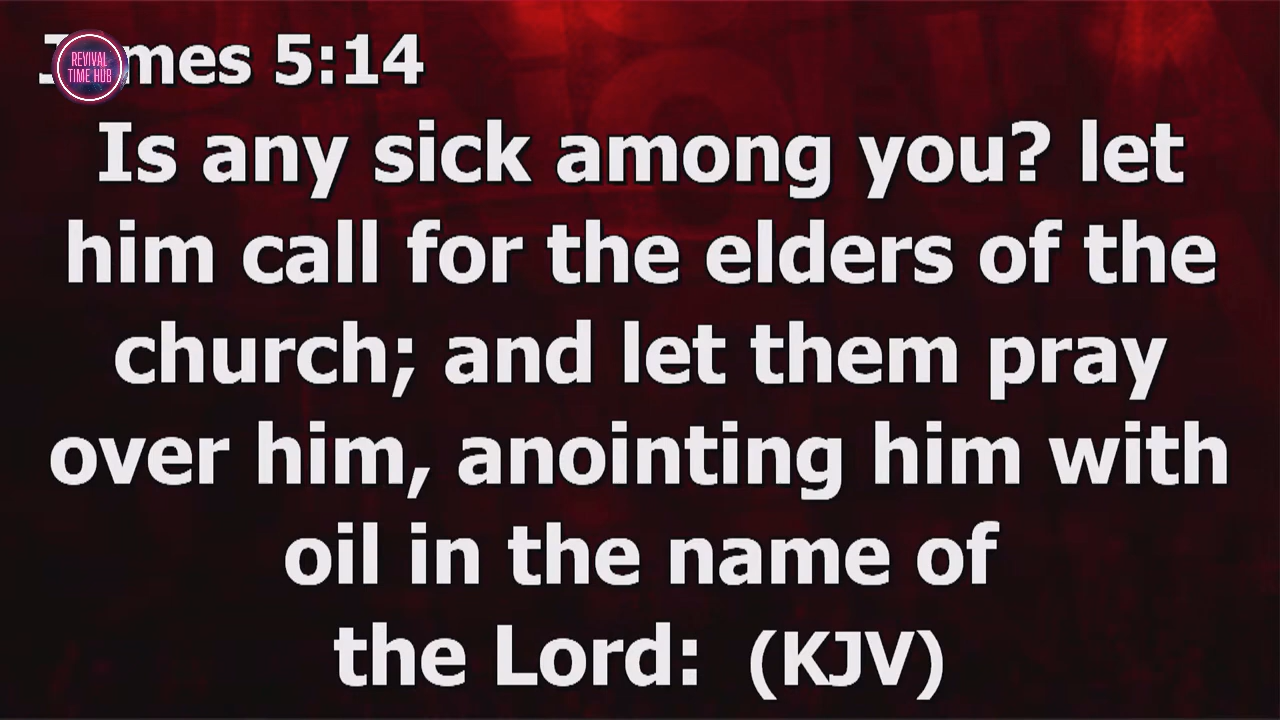 James 5:14
REVIVAL
TIME HUB
Is any sick among you? let
him call for the elders of the
church; and let them pray
over him, anointing him with
oil in the name of
the Lord: (KJV)